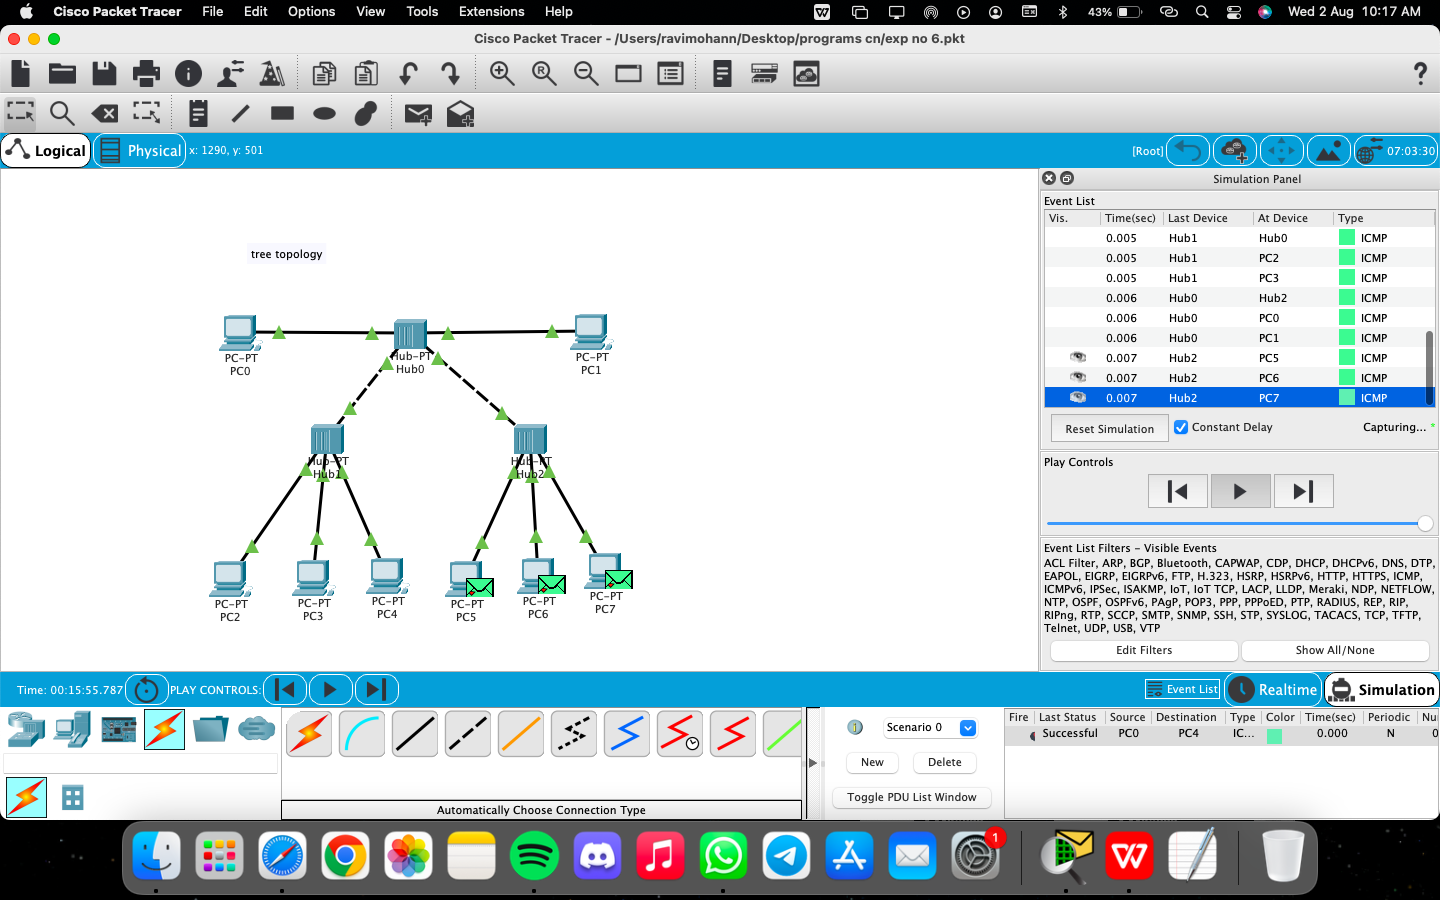 Cisco Packet Tracer File Edit Options View Tools Extensions Help 43% Wed 2 Aug 10:17 AM
Cisco Packet Tracer - /Users/ravimohann/Desktop/programs cn/exp no 6.pkt
Logical Physical x: 1290, y: 501 [Root] 07:03:30
tree topology
PC-PT
PC0
Hub-PT
Hub0
PC-PT
PC1
Hub-PT
Hub1
Hub-PT
Hub2
PC-PT
PC2
PC-PT
PC3
PC-PT
PC4
PC-PT
PC5
PC-PT
PC6
PC-PT
PC7
Simulation Panel
Event List
Vis. Time(sec) Last Device At Device Type
0.005 Hub1 Hub0 ICMP
0.005 Hub1 PC2 ICMP
0.005 Hub1 PC3 ICMP
0.006 Hub0 Hub2 ICMP
0.006 Hub0 PC0 ICMP
0.006 Hub0 PC1 ICMP
0.007 Hub2 PC5 ICMP
0.007 Hub2 PC6 ICMP
0.007 Hub2 PC7 ICMP
Reset Simulation Constant Delay Capturing... *
Play Controls
Event List Filters - Visible Events
ACL Filter, ARP, BGP, Bluetooth, CAPWAP, CDP, DHCP, DHCPv6, DNS, DTP,
EAPOL, EIGRP, EIGRPv6, FTP, H.323, HSRP, HSRPv6, HTTP, HTTPS, ICMP,
ICMPv6, IPSec, ISAKMP, IoT, IoT TCP, LACP, LLDP, Meraki, NDP, NETFLOW,
NTP, OSPF, OSPFv6, PAgP, POP3, PPP, PPPoED, PTP, RADIUS, REP, RIP,
RIPng, RTP, SCCP, SMTP, SNMP, SSH, STP, SYSLOG, TACACS, TCP, TFTP,
Telnet, UDP, USB, VTP
Edit Filters Show All/None
Time: 00:15:55.787 PLAY CONTROLS: Event List Realtime Simulation
Scenario 0
New Delete
Toggle PDU List Window
Fire Last Status Source Destination Type Color Time(sec) Periodic Nu
Successful PC0 PC4 IC... 0.000 N 0
Automatically Choose Connection Type
1